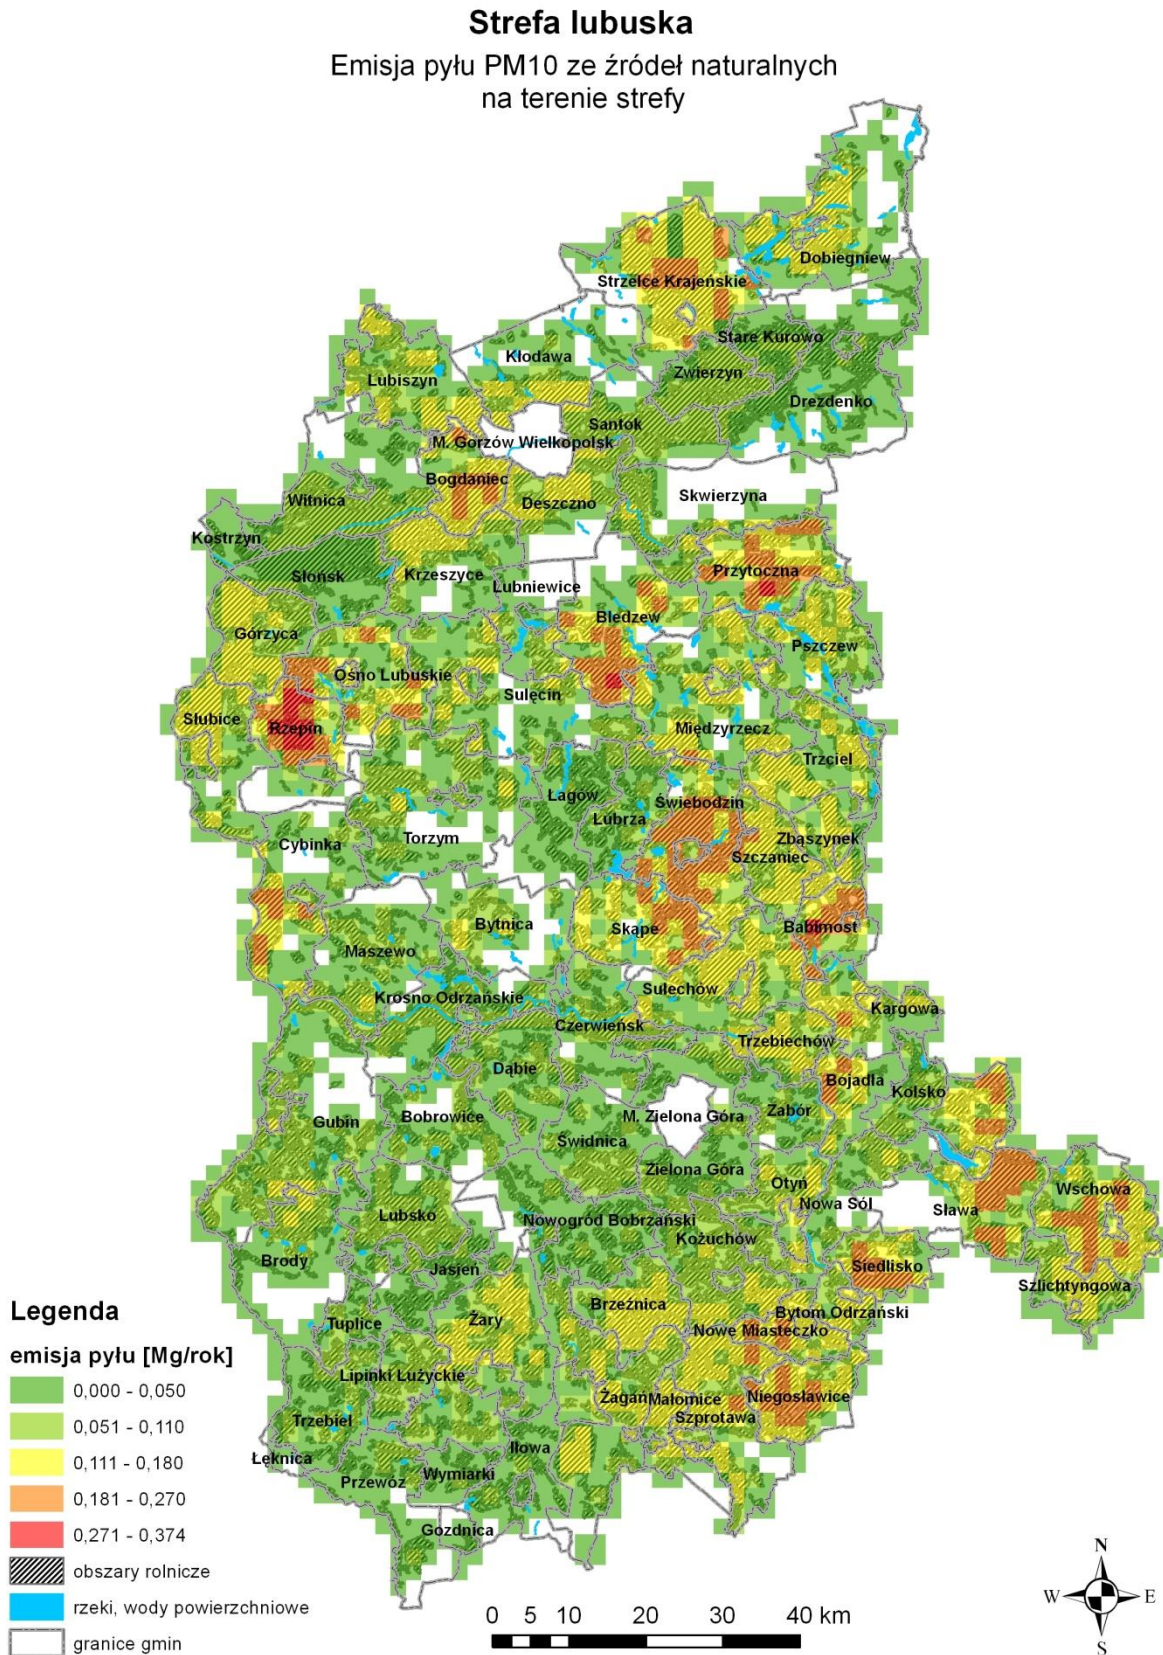 Strefa lubuska
Emisja pyłu PM10 ze źródeł naturalnych
na terenie strefy
Dobiegniew
Strzelce Krajeńskie
Stare Kurowo
Kłodawa
Zwierzyn
Lubiszyn
Drezdenko
Santok
M. Gorzów Wielkopolsk
Bogdaniec
Skwierzyna
Witnica
Deszczno
Kostrzyn
Przytoczna
Słońsk
Krzeszyce
Lubniewice
Bledzew
Górzyca
Pszczew
Ośno Lubuskie
Sulęcin
Słubice
Rzepin
Międzyrzecz
Trzciel
Łagów
Świebodzin
Lubrza
Torzym
Zbąszynek
Cybinka
Szczaniec
Bytnica
Skąpe
Babimost
Maszewo
Sulechów
Krosno Odrzańskie
Kargowa
Czerwieńsk
Trzebiechów
Dąbie
Bojadła
Kolsko
Gubin
Bobrowice
M. Zielona Góra
Zabór
Świdnica
Zielona Góra
Otyń
Wschowa
Nowa Sól
Sława
Lubsko
Nowogród Bobrzański
Kożuchów
Brody
Jasień
Siedlisko
Szlichtyngowa
Brzeźnica
Bytom Odrzański
Tuplice
Żary
Nowe Miasteczko
Lipinki Łużyckie
Żagań
Małomice
Niegosławice
Trzebiel
Szprotawa
Iłowa
Łęknica
Przewóz
Wymiarki
Gozdnica
Legenda
emisja pyłu [Mg/rok]
0,000 - 0,050
0,051 - 0,110
0,111 - 0,180
0,181 - 0,270
0,271 - 0,374
obszary rolnicze
rzeki, wody powierzchniowe
granice gmin
0 5 10 20 30 40 km
N
W E
S